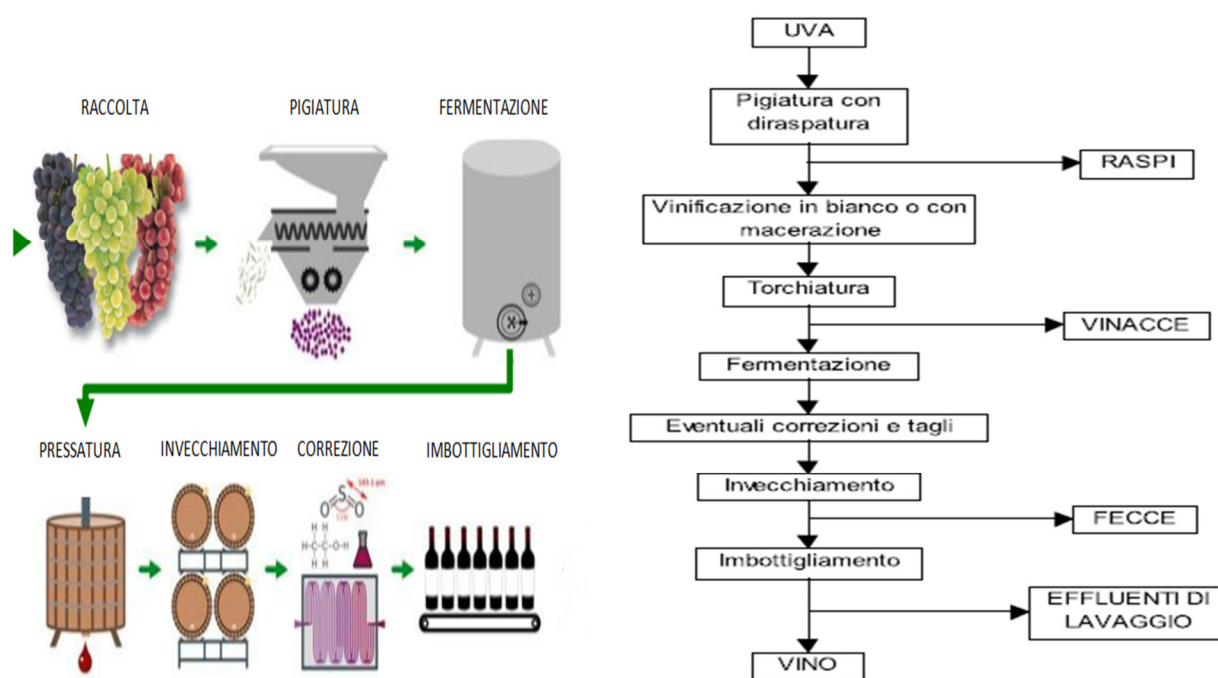 RACCOLTA
PIGIATURA
FERMENTAZIONE
PRESSATURA
INVECCHIAMENTO
CORREZIONE
IMBOTTIGLIAMENTO
S
O
O
H
H
H-C-C-O-H
H
H
UVA
Pigiatura con
diraspatura
RASPI
Vinificazione in bianco o con
macerazione
Torchiatura
VINACCE
Fermentazione
Eventuali correzioni e tagli
Invecchiamento
FECCE
Imbottigliamento
EFFLUENTI DI
LAVAGGIO
VINO